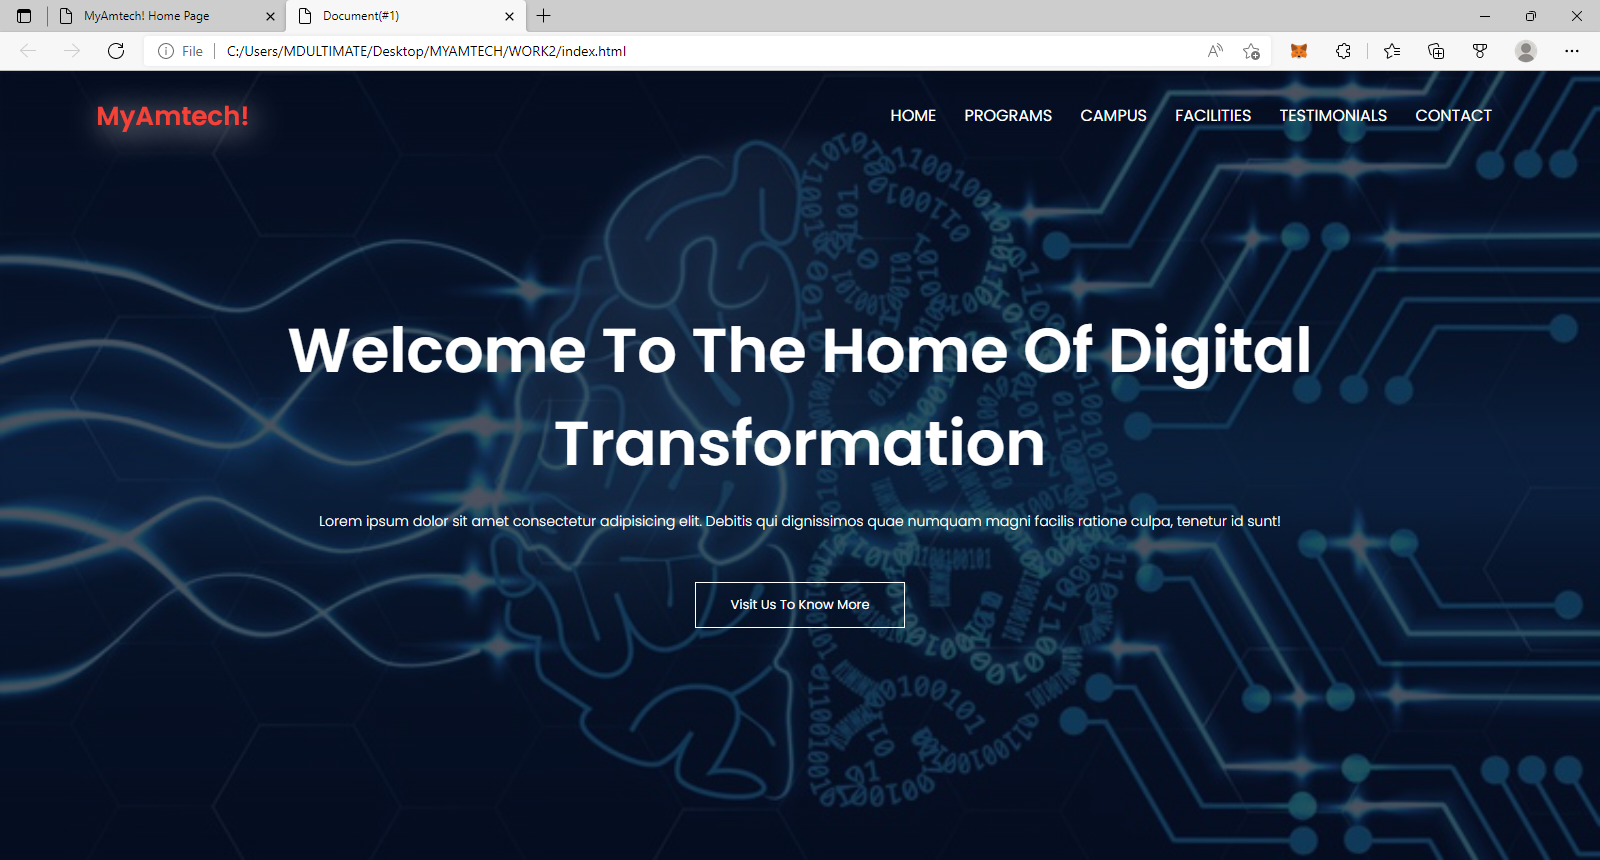 MyAmtech! Home Page
Document(#1)
File
C:/Users/MDULTIMATE/Desktop/MYAMTECH/WORK2/index.html
MyAmtech!
HOME PROGRAMS CAMPUS FACILITIES TESTIMONIALS CONTACT
Welcome To The Home Of Digital
Transformation
Lorem ipsum dolor sit amet consectetur adipisicing elit. Debitis qui dignissimos quae numquam magni facilis ratione culpa, tenetur id sunt!
Visit Us To Know More